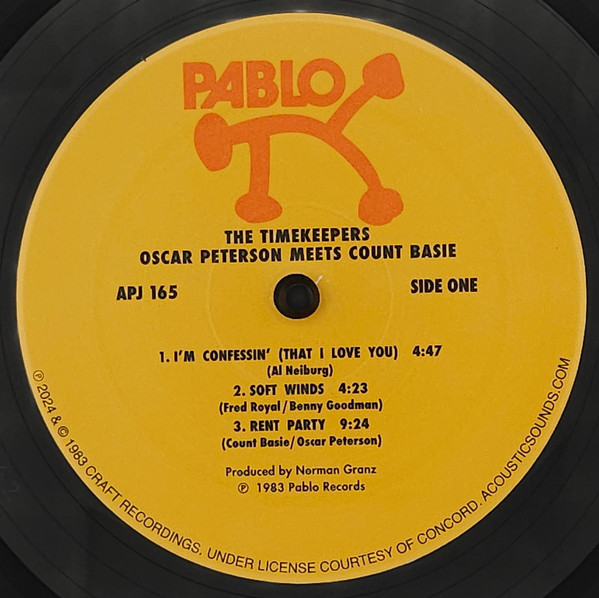 PABLO
THE TIMEKEEPERS
OSCAR PETERSON MEETS COUNT BASIE
APJ 165
SIDE ONE
1. I'M CONFESSIN' (THAT I LOVE YOU) 4:47
(Al Neiburg)
2. SOFT WINDS 4:23
(Fred Royal/Benny Goodman)
3. RENT PARTY 9:24
(Count Basie/Oscar Peterson)
Produced by Norman Granz
℗ 1983 Pablo Records
℗ 2024 & © 1983 CRAFT RECORDINGS. UNDER LICENSE COURTESY OF CONCORD. ACOUSTICSOUNDS.COM